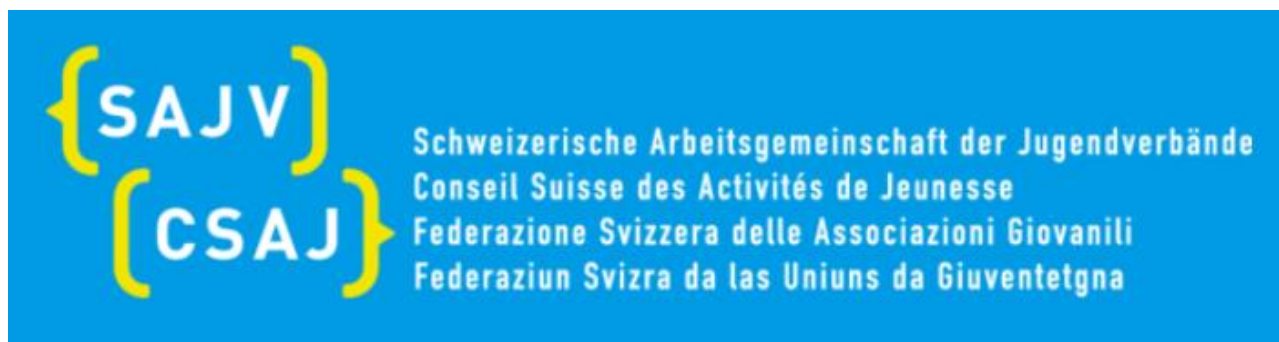 SAJV
CSAJ
Schweizerische Arbeitsgemeinschaft der Jugendverbände
Conseil Suisse des Activités de Jeunesse
Federazione Svizzera delle Associazioni Giovanili
Federaziun Svizra da las Uniuns da Giuventetgna